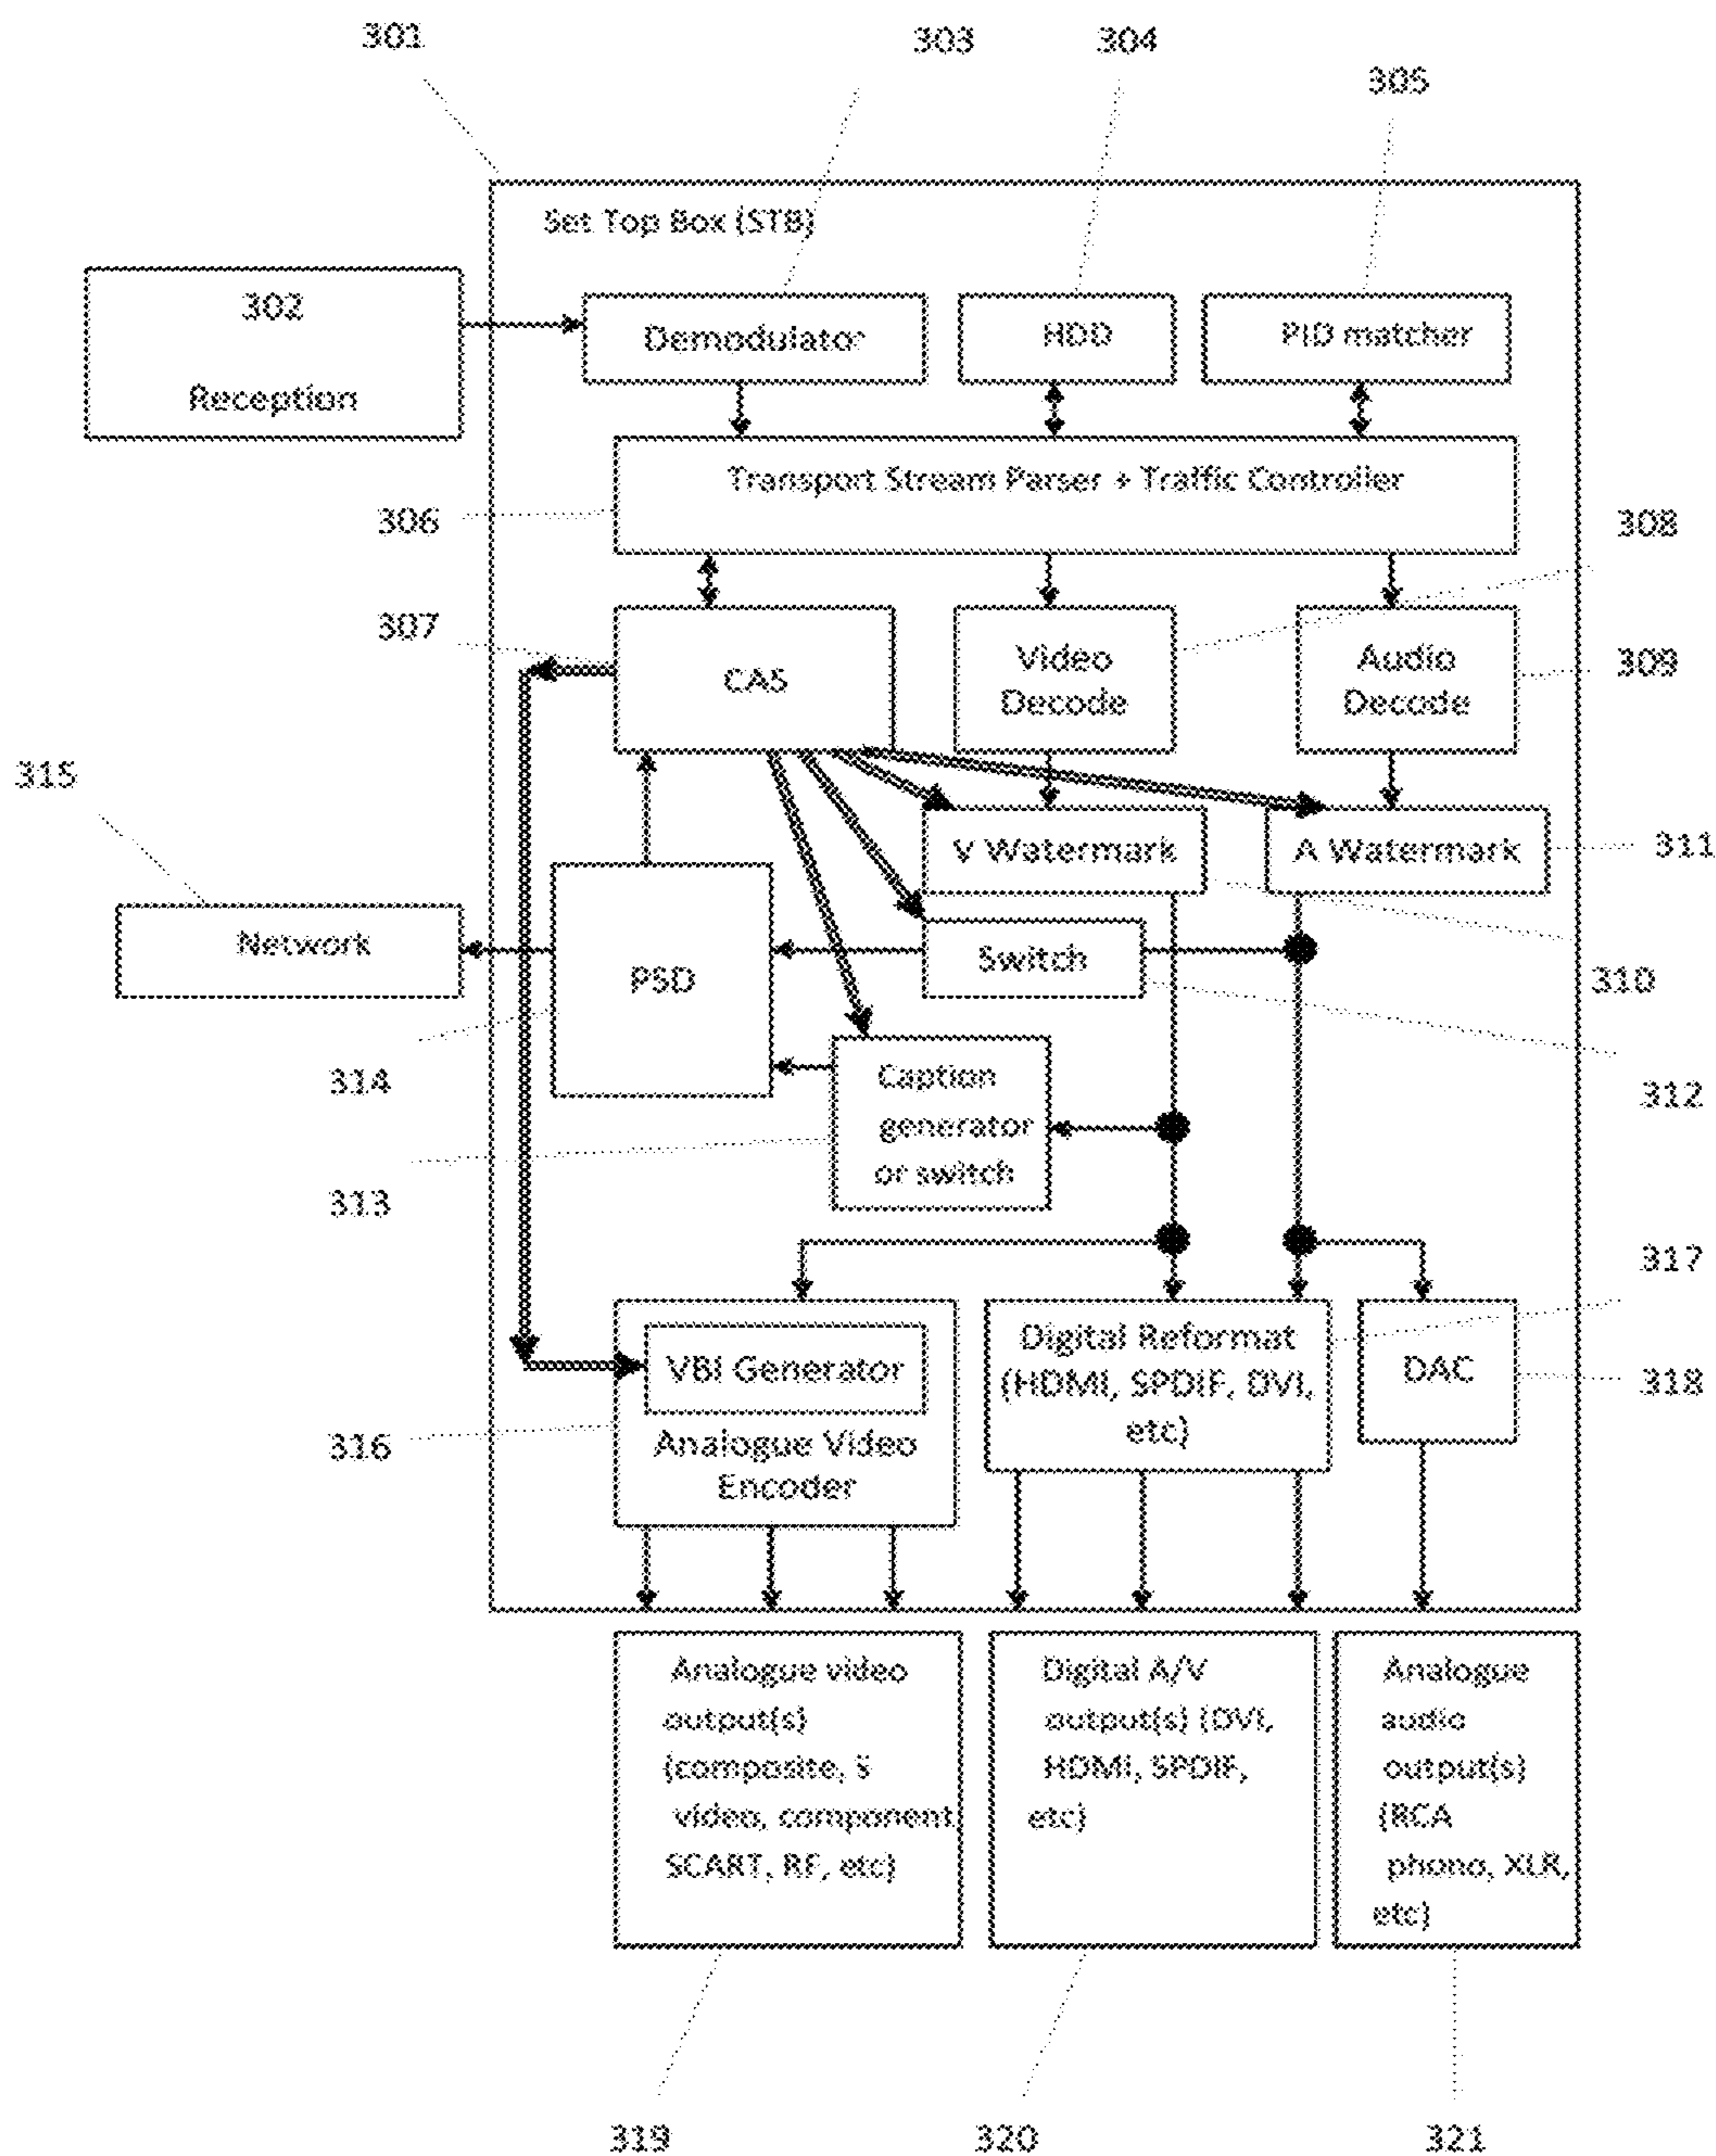 301
303
304
305
Set Top Box (STB)
302
Reception
Demodulator
HDD
PID matcher
Transport Stream Parser + Traffic Controller
306
308
307
CAS
Video
Decode
Audio
Decode
309
315
V Watermark
A Watermark
311
Network
PSD
Switch
310
314
Caption
generator
or switch
312
313
317
VBI Generator
Analogue Video
Encoder
Digital Reformat
(HDMI, SPDIF, DVI,
etc)
DAC
318
316
Analogue video
output(s)
(composite, S
video, component
SCART, RF, etc)
Digital A/V
output(s) (DVI,
HDMI, SPDIF,
etc)
Analogue
audio
output(s)
(RCA
phono, XLR,
etc)
319
320
321